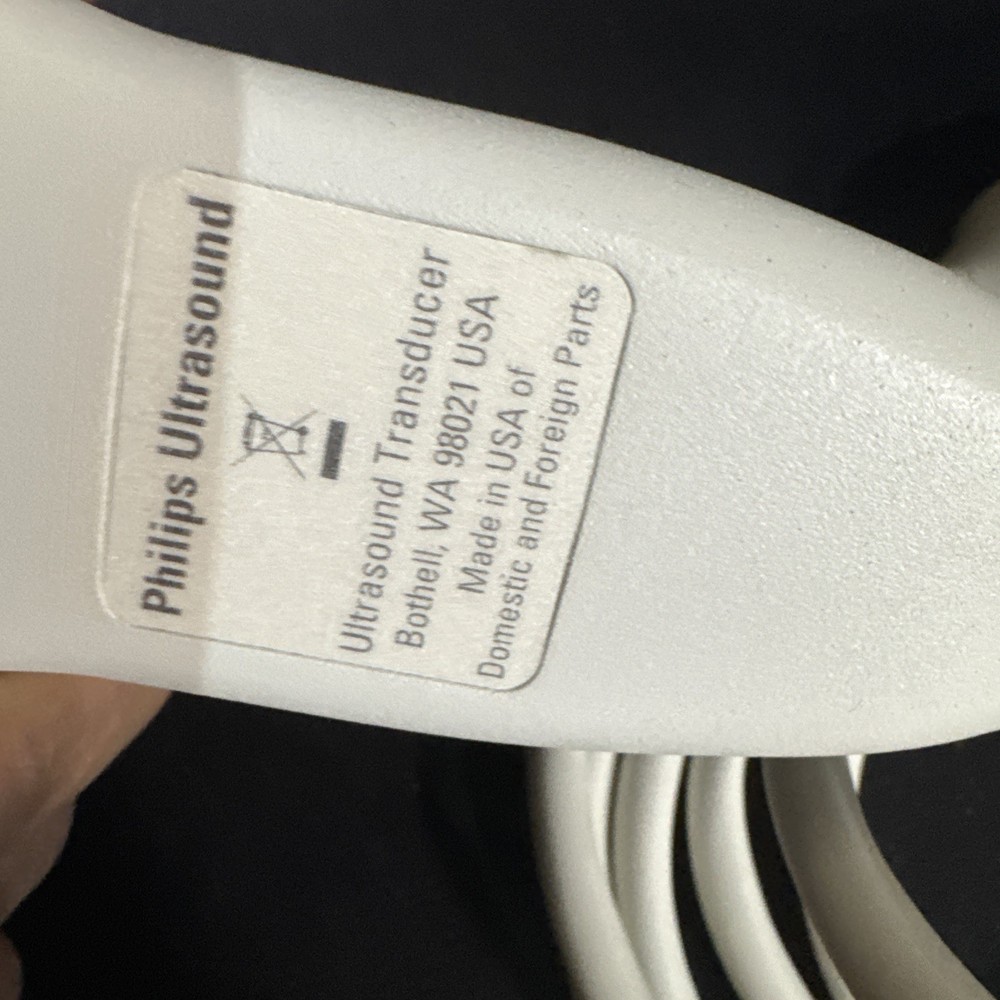 Philips Ultrasound
Ultrasound Transducer
Bothell, WA 98021 USA
Made in USA of
Domestic and Foreign Parts